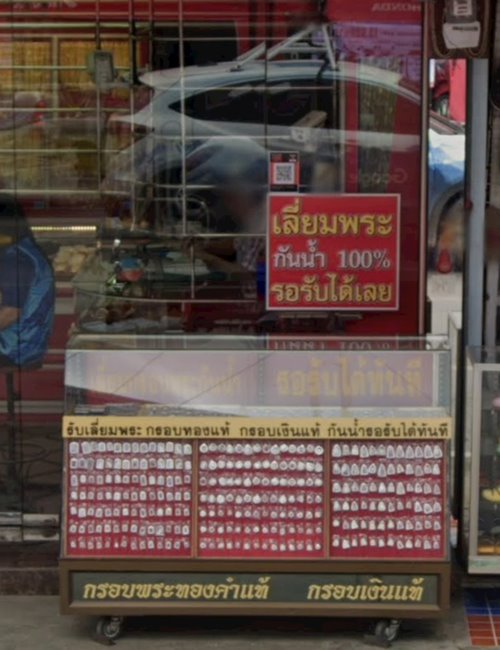 เลี่ยมพระ
กันน้ำ 100%
รอรับได้เลย
รอรับได้ทันที
รับเลี่ยมพระ กรอบทองแท้ กรอบเงินแท้ กันน้ำรอรับได้ทันที
กรอบพระทองคำแท้ กรอบเงินแท้